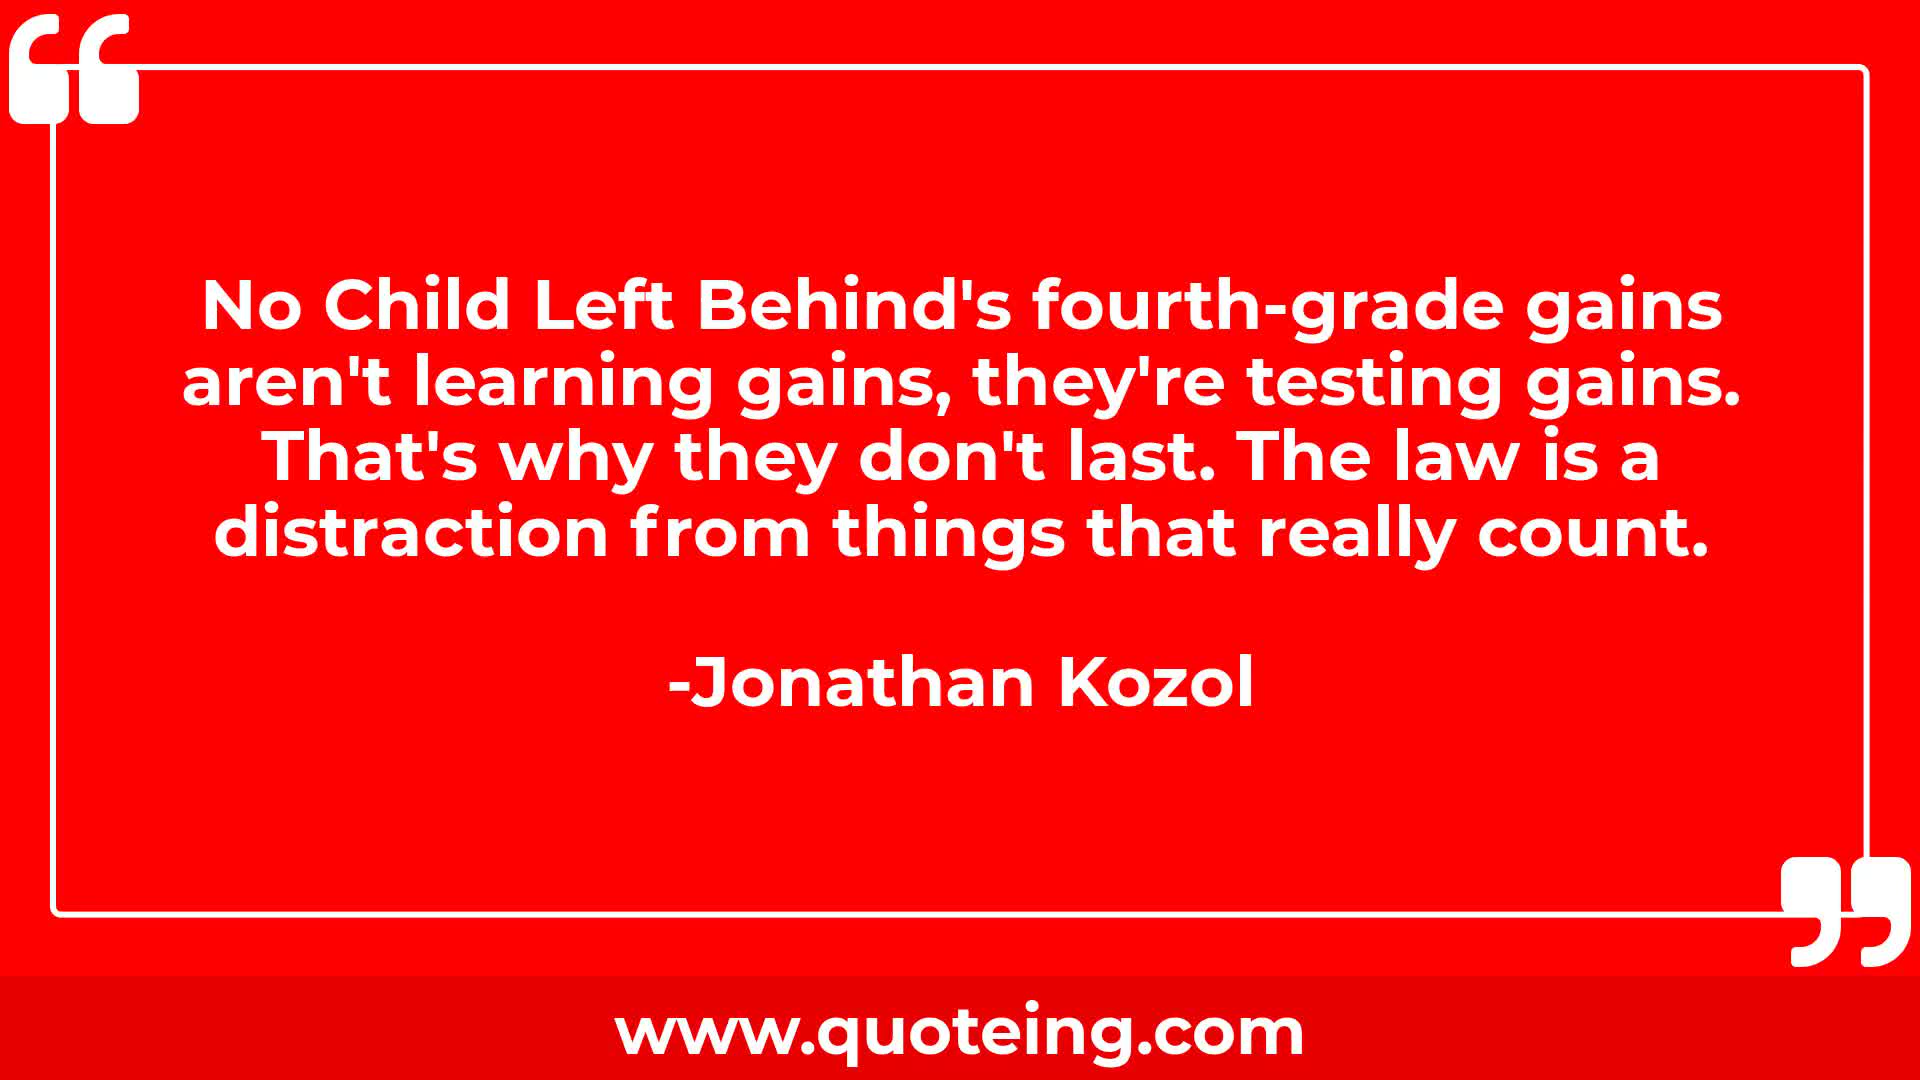 No Child Left Behind's fourth-grade gains
aren't learning gains, they're testing gains.
That's why they don't last. The law is a
distraction from things that really count.
-Jonathan Kozol
www.quoteing.com